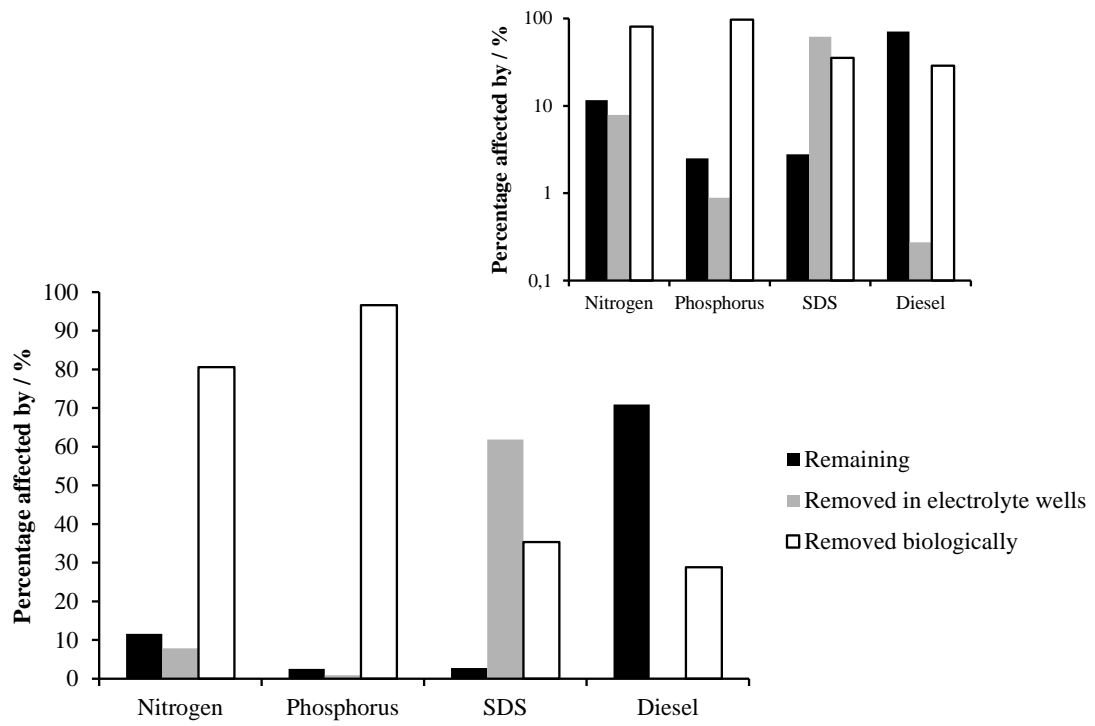 Percentage affected by / %
100
10
1
0,1
Nitrogen Phosphorus SDS Diesel
Percentage affected by / %
100
90
80
70
60
50
40
30
20
10
0
Nitrogen Phosphorus SDS Diesel
Remaining
Removed in electrolyte wells
Removed biologically